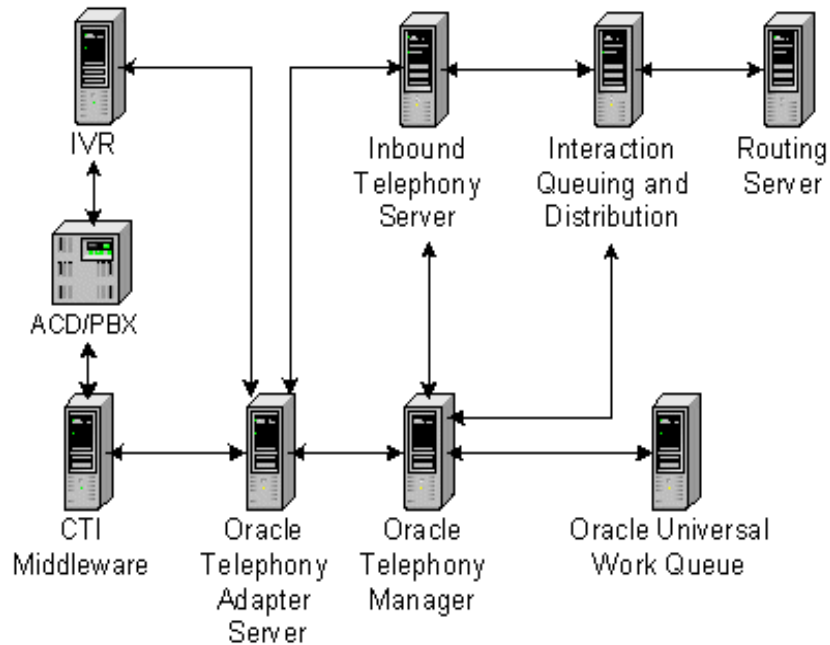 IVR
Inbound
Telephony
Server
Interaction
Queuing and
Distribution
Routing
Server
ACD/PBX
CTI
Middleware
Oracle
Telephony
Adapter
Server
Oracle
Telephony
Manager
Oracle Universal
Work Queue